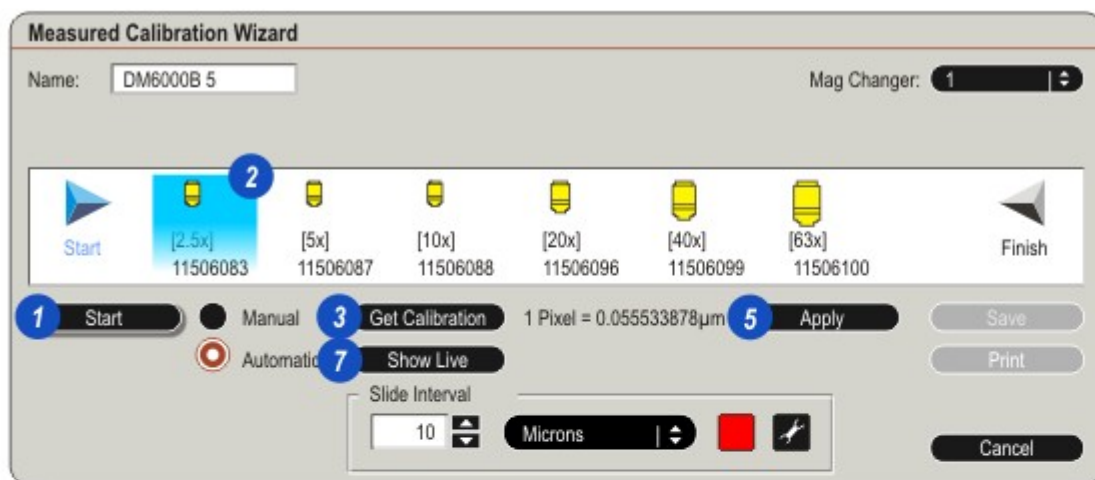 Measured Calibration Wizard
Name: DM6000B 5 Mag Changer: 1
2
Start [2.5x] [5x] [10x] [20x] [40x] [63x] Finish
11506083 11506087 11506088 11506096 11506099 11506100
1 Start Manual 3 Get Calibration 1 Pixel = 0.055533878µm 5 Apply Save
Automatic 7 Show Live Print
Slide Interval
10 Microns
Cancel